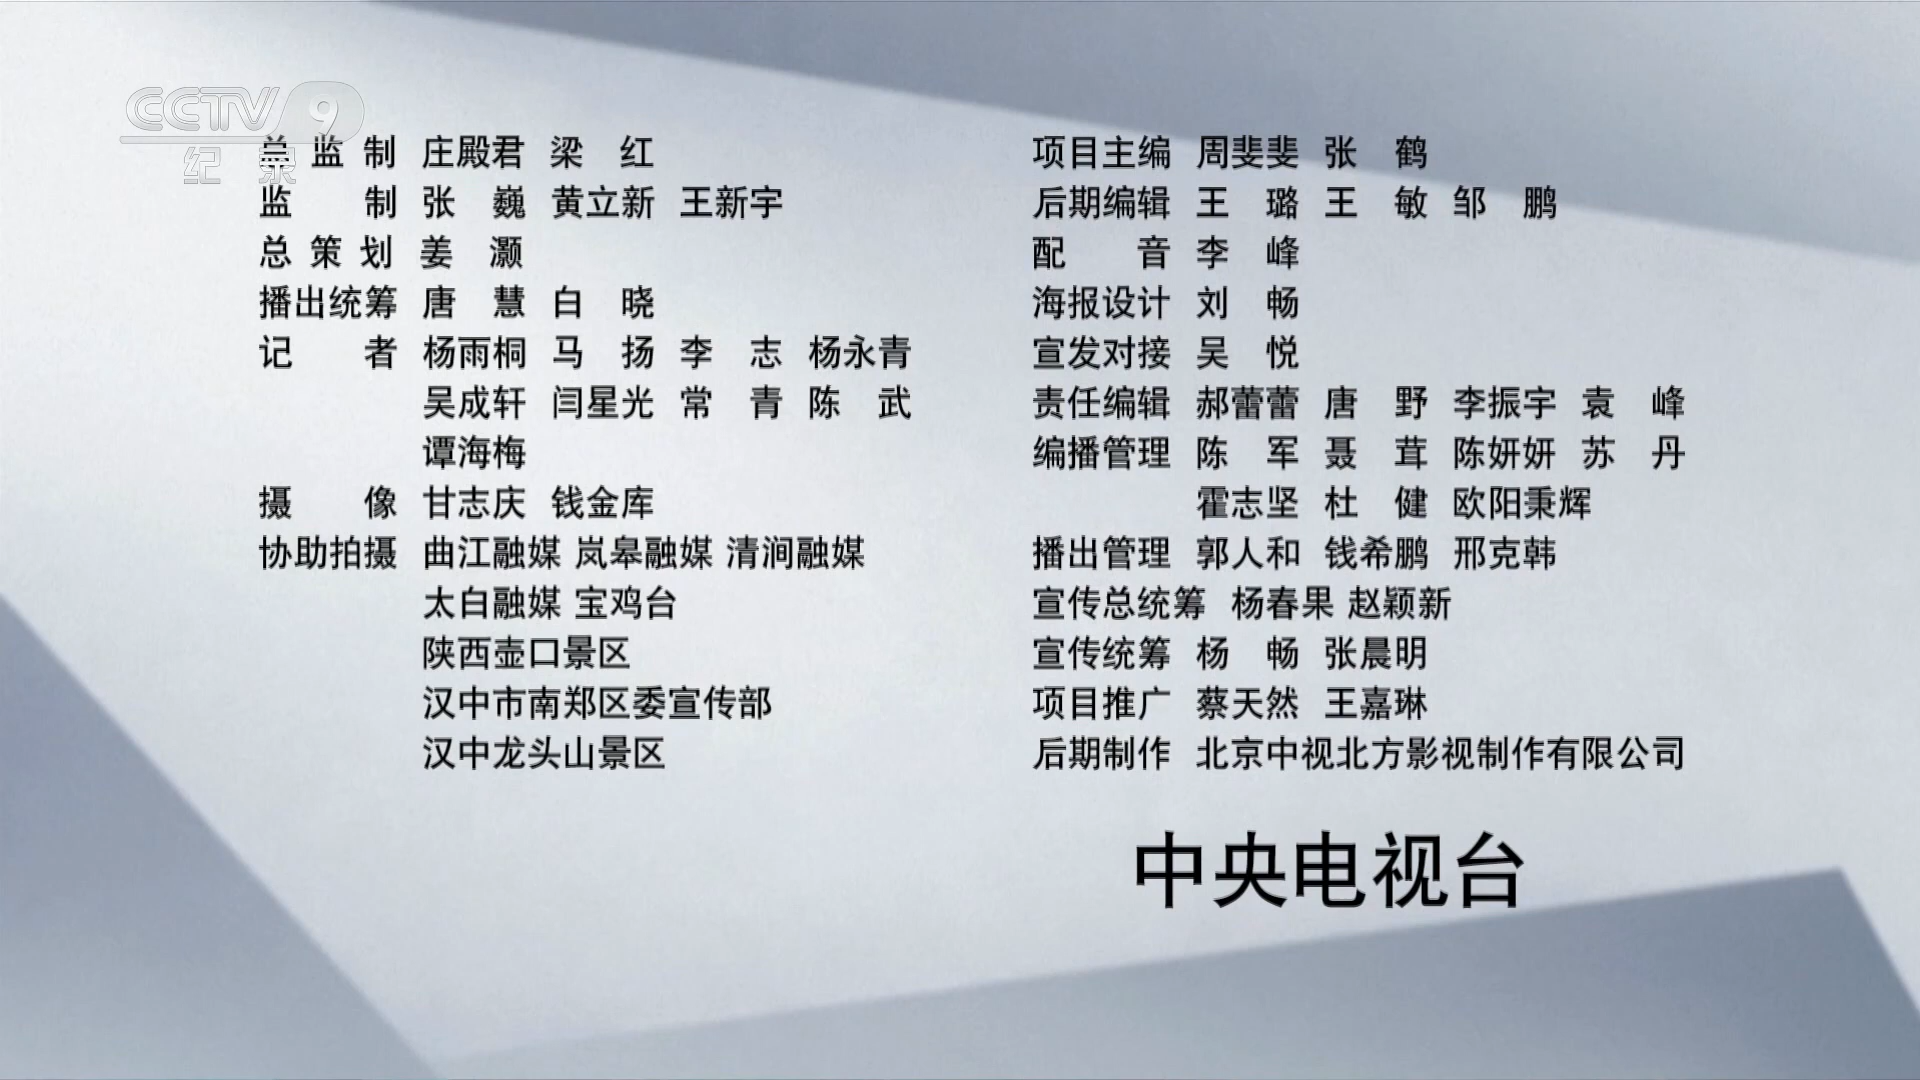 CCTV 9
纪录
总监制 庄殿君 梁红
监制 张巍 黄立新 王新宇
总策划 姜灏
播出统筹 唐慧 白晓
记者 杨雨桐 马扬 李志 杨永青
吴成轩 闫星光 常青 陈武
谭海梅
摄像 甘志庆 钱金库
协助拍摄 曲江融媒 岚皋融媒 清涧融媒
太白融媒 宝鸡台
陕西壶口景区
汉中市南郑区委宣传部
汉中龙头山景区
项目主编 周斐斐 张鹤
后期编辑 王璐 王敏 邹鹏
配音 李峰
海报设计 刘畅
宣发对接 吴悦
责任编辑 郝蕾蕾 唐野 李振宇 袁峰
编播管理 陈军 聂茸 陈妍妍 苏丹
霍志坚 杜健 欧阳秉辉
播出管理 郭人和 钱希鹏 邢克韩
宣传总统筹 杨春果 赵颖新
宣传统筹 杨畅 张晨明
项目推广 蔡天然 王嘉琳
后期制作 北京中视北方影视制作有限公司
中央电视台